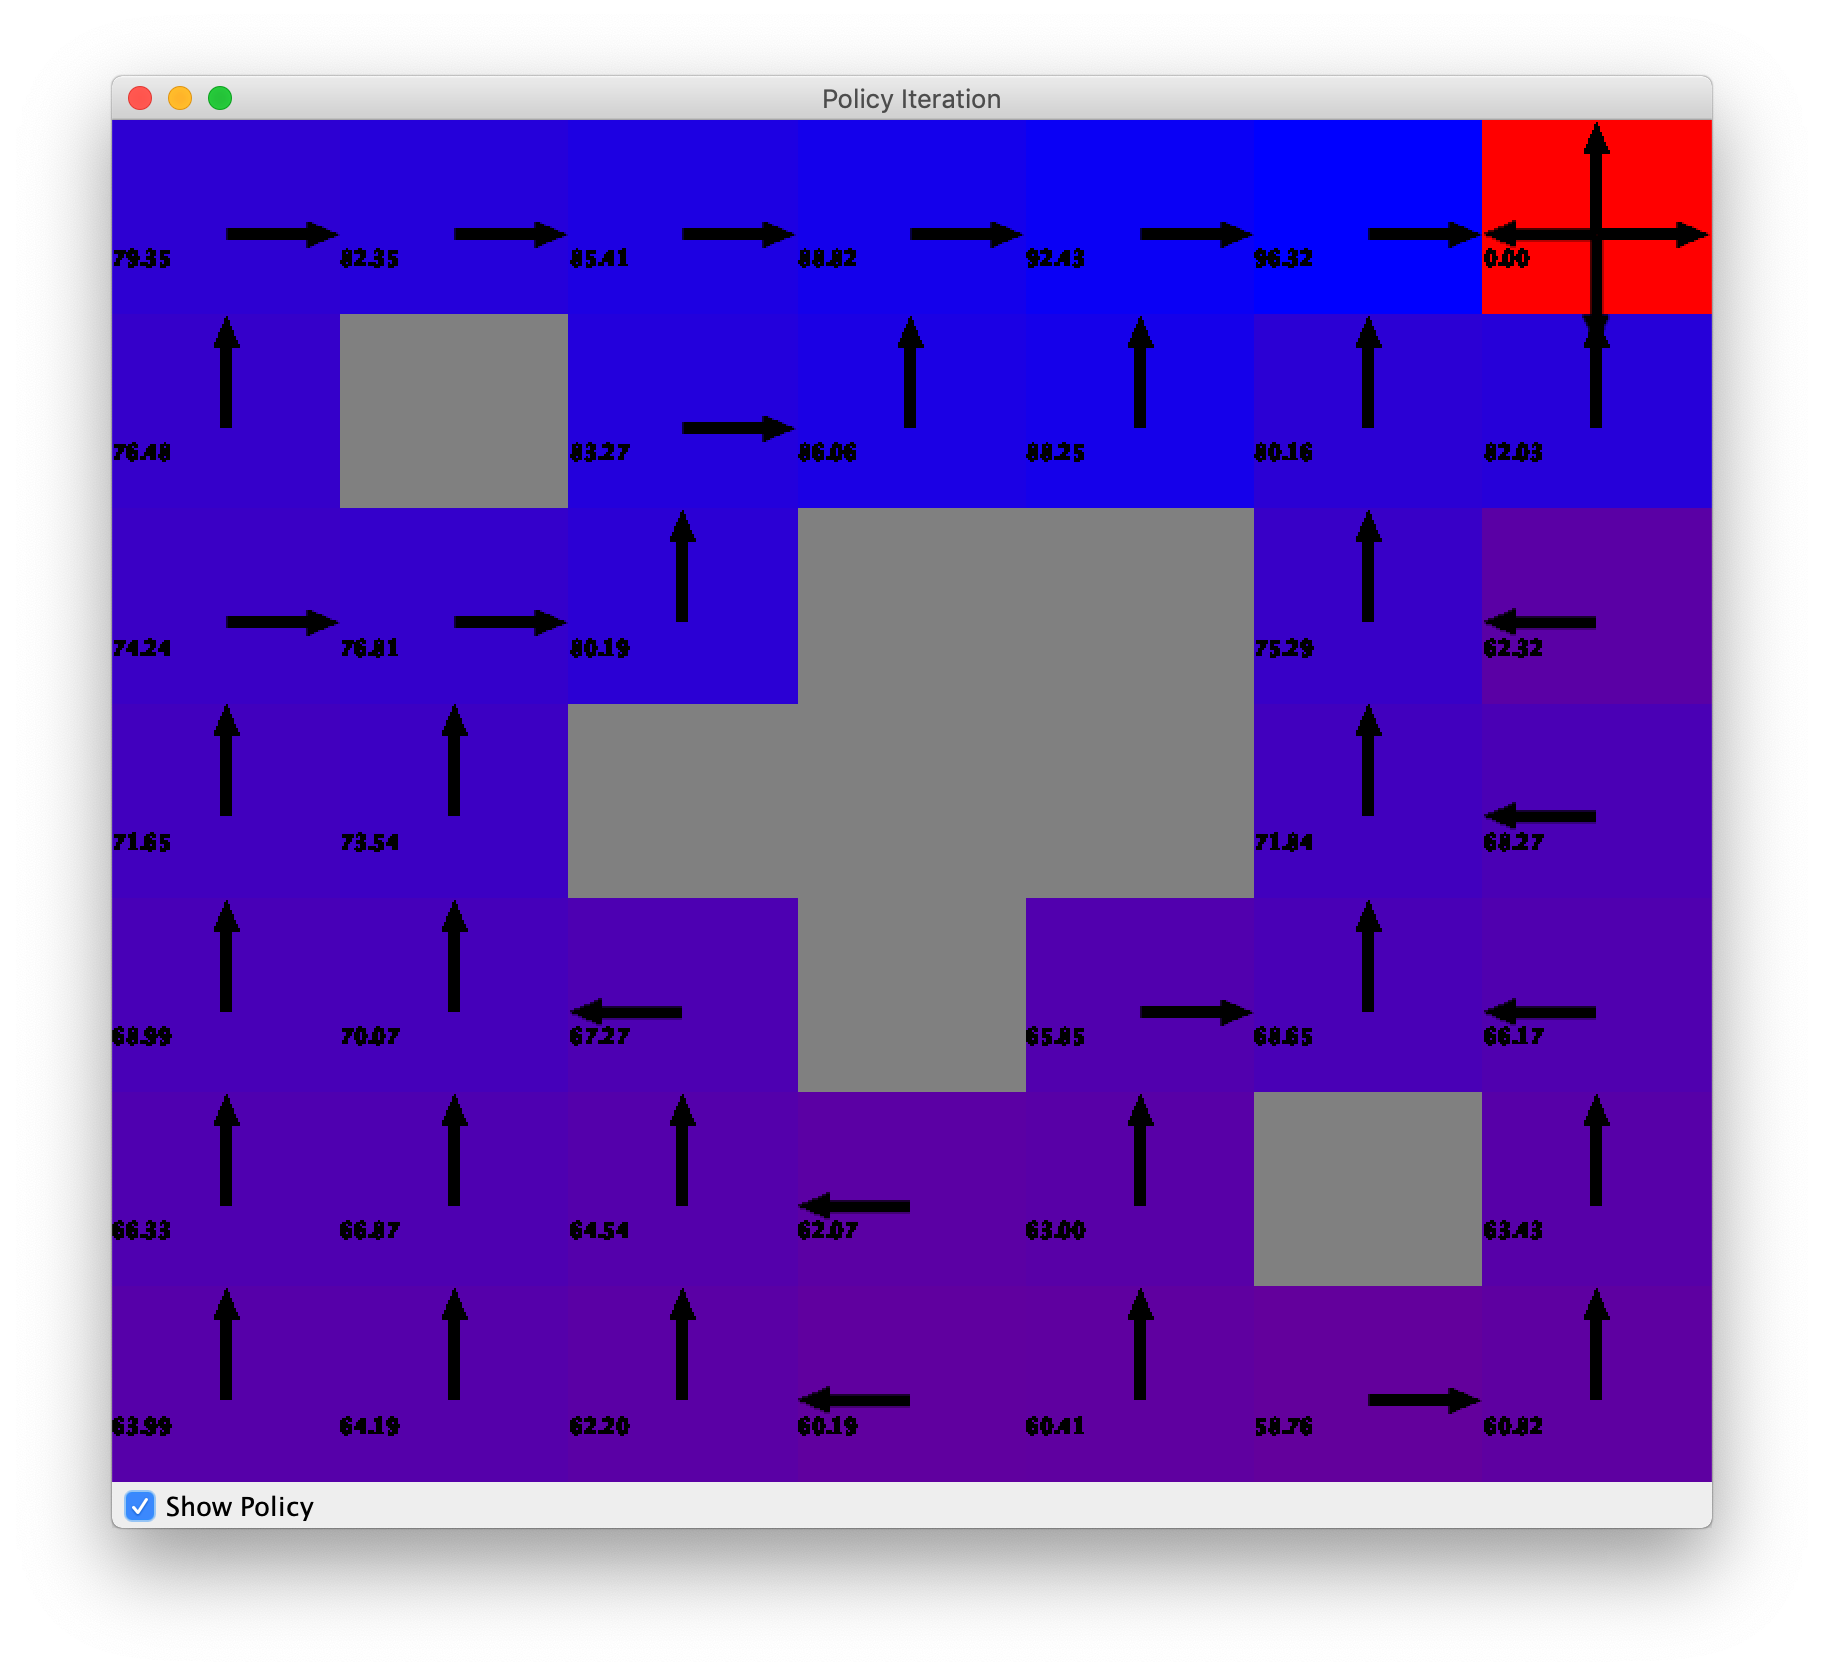 Policy Iteration
79.35 82.35 85.41 88.82 92.43 96.32 0.00
76.48 83.27 86.06 88.25 80.16 82.03
74.24 76.81 80.19 75.29 62.32
71.65 73.54 71.84 68.27
68.99 70.07 67.27 65.85 68.65 66.17
66.33 66.87 64.54 62.07 63.00 63.43
63.99 64.19 62.20 60.19 60.41 58.76 60.82
Show Policy